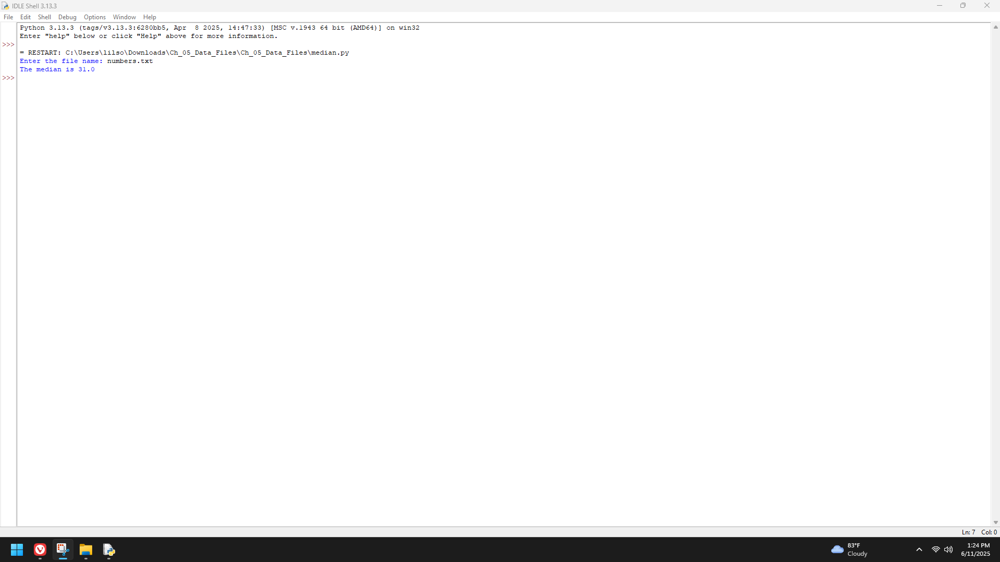 IDLE Shell 3.13.3
File Edit Shell Debug Options Window Help
Python 3.13.3 (tags/v3.13.3:6280bb5, Apr  8 2025, 14:47:33) [MSC v.1943 64 bit (AMD64)] on win32
Enter "help" below or click "Help" above for more information.
>>>
= RESTART: C:\Users\lilso\Downloads\Ch_05_Data_Files\Ch_05_Data_Files\median.py
Enter the file name: numbers.txt
The median is 31.0
>>>
Ln: 7 Col: 0
83°F
Cloudy
1:24 PM
6/11/2025